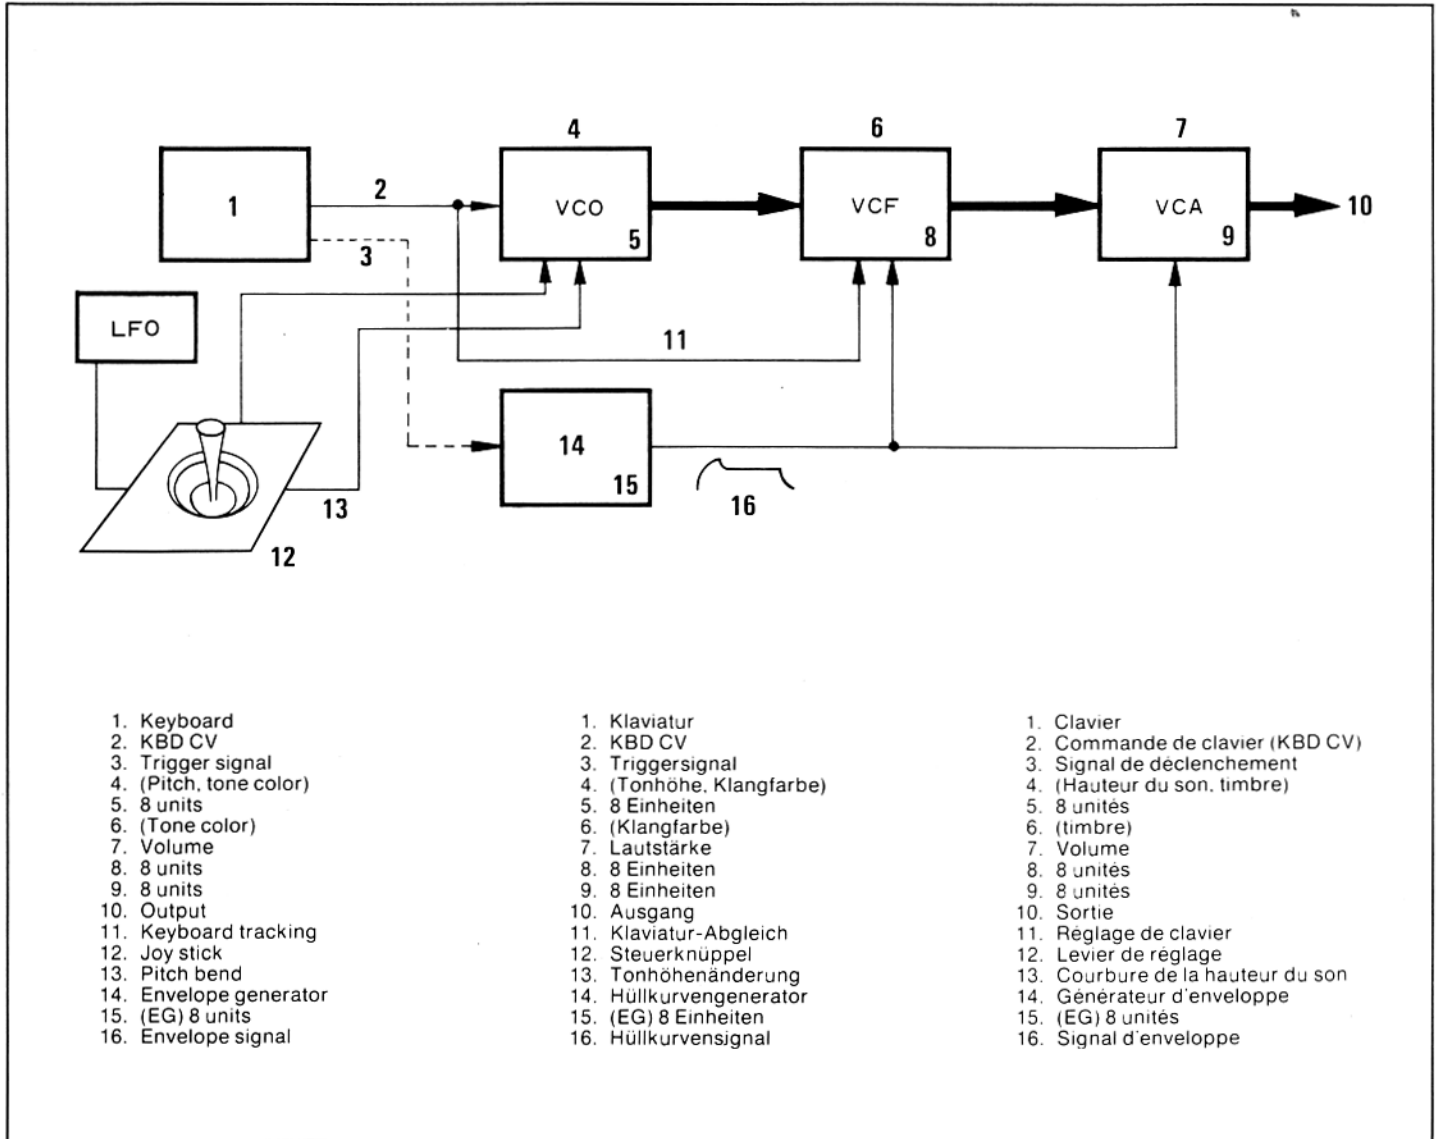 4
6
7
1
2
3
VCO
5
VCF
8
VCA
9
10
LFO
11
14
15
16
13
12
1. Keyboard
2. KBD CV
3. Trigger signal
4. (Pitch, tone color)
5. 8 units
6. (Tone color)
7. Volume
8. 8 units
9. 8 units
10. Output
11. Keyboard tracking
12. Joy stick
13. Pitch bend
14. Envelope generator
15. (EG) 8 units
16. Envelope signal
1. Klaviatur
2. KBD CV
3. Triggersignal
4. (Tonhöhe, Klangfarbe)
5. 8 Einheiten
6. (Klangfarbe)
7. Lautstärke
8. 8 Einheiten
9. 8 Einheiten
10. Ausgang
11. Klaviatur-Abgleich
12. Steuerknüppel
13. Tonhöhenänderung
14. Hüllkurvengenerator
15. (EG) 8 Einheiten
16. Hüllkurvensignal
1. Clavier
2. Commande de clavier (KBD CV)
3. Signal de déclenchement
4. (Hauteur du son, timbre)
5. 8 unités
6. (timbre)
7. Volume
8. 8 unités
9. 8 unités
10. Sortie
11. Réglage de clavier
12. Levier de réglage
13. Courbure de la hauteur du son
14. Générateur d'enveloppe
15. (EG) 8 unités
16. Signal d'enveloppe